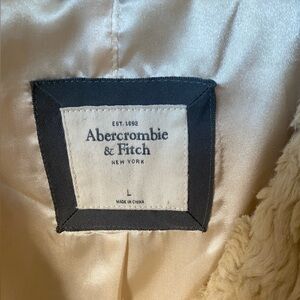 EST. 1892
Abercrombie
& Fitch
NEW YORK
L
MADE IN CHINA